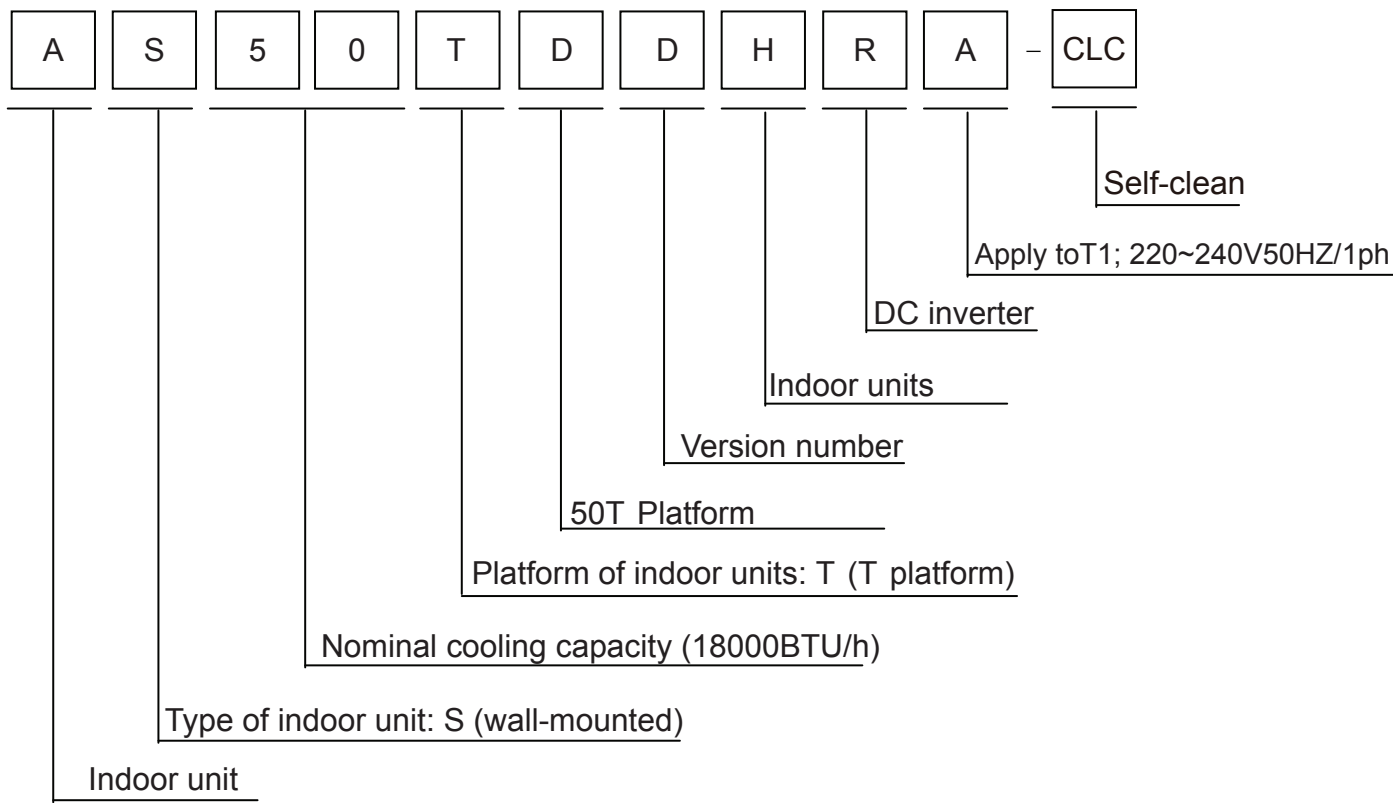 A S 5 0 T D D H R A - CLC
Self-clean
Apply toT1; 220~240V50HZ/1ph
DC inverter
Indoor units
Version number
50T Platform
Platform of indoor units: T (T platform)
Nominal cooling capacity (18000BTU/h)
Type of indoor unit: S (wall-mounted)
Indoor unit